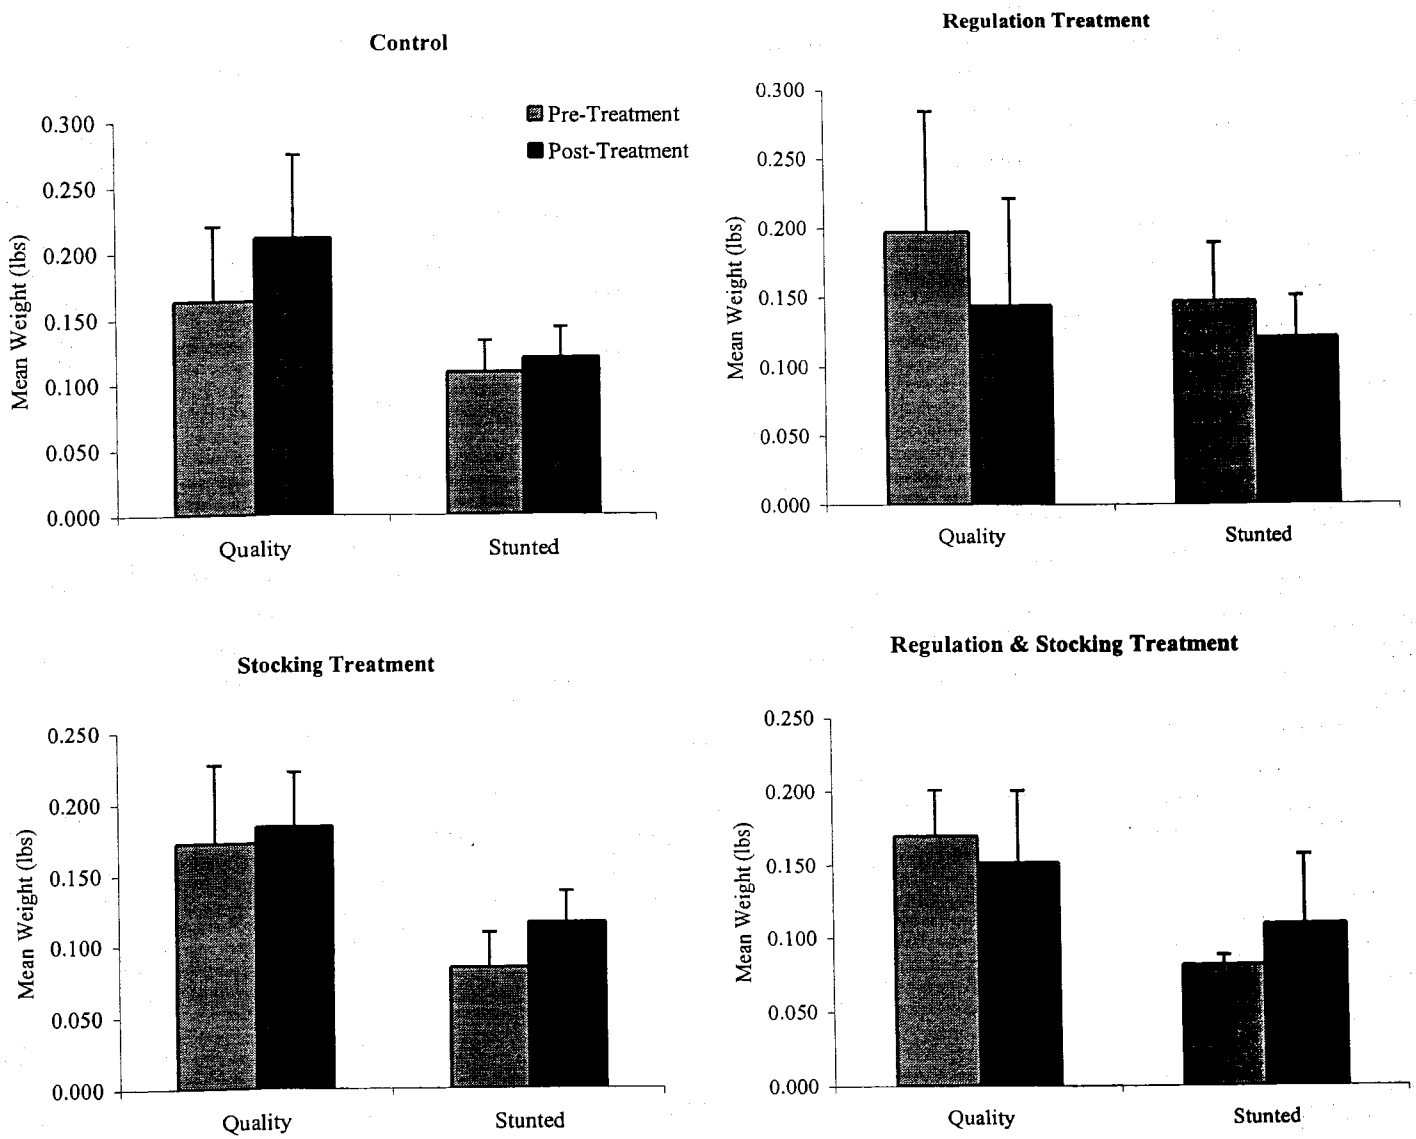 Control
Pre-Treatment
Post-Treatment
0.300
0.250
0.200
0.150
0.100
0.050
0.000
Mean Weight (lbs)
Quality Stunted
Regulation Treatment
0.300
0.250
0.200
0.150
0.100
0.050
0.000
Mean Weight (lbs)
Quality Stunted
Stocking Treatment
0.250
0.200
0.150
0.100
0.050
0.000
Mean Weight (lbs)
Quality Stunted
Regulation & Stocking Treatment
0.250
0.200
0.150
0.100
0.050
0.000
Mean Weight (lbs)
Quality Stunted